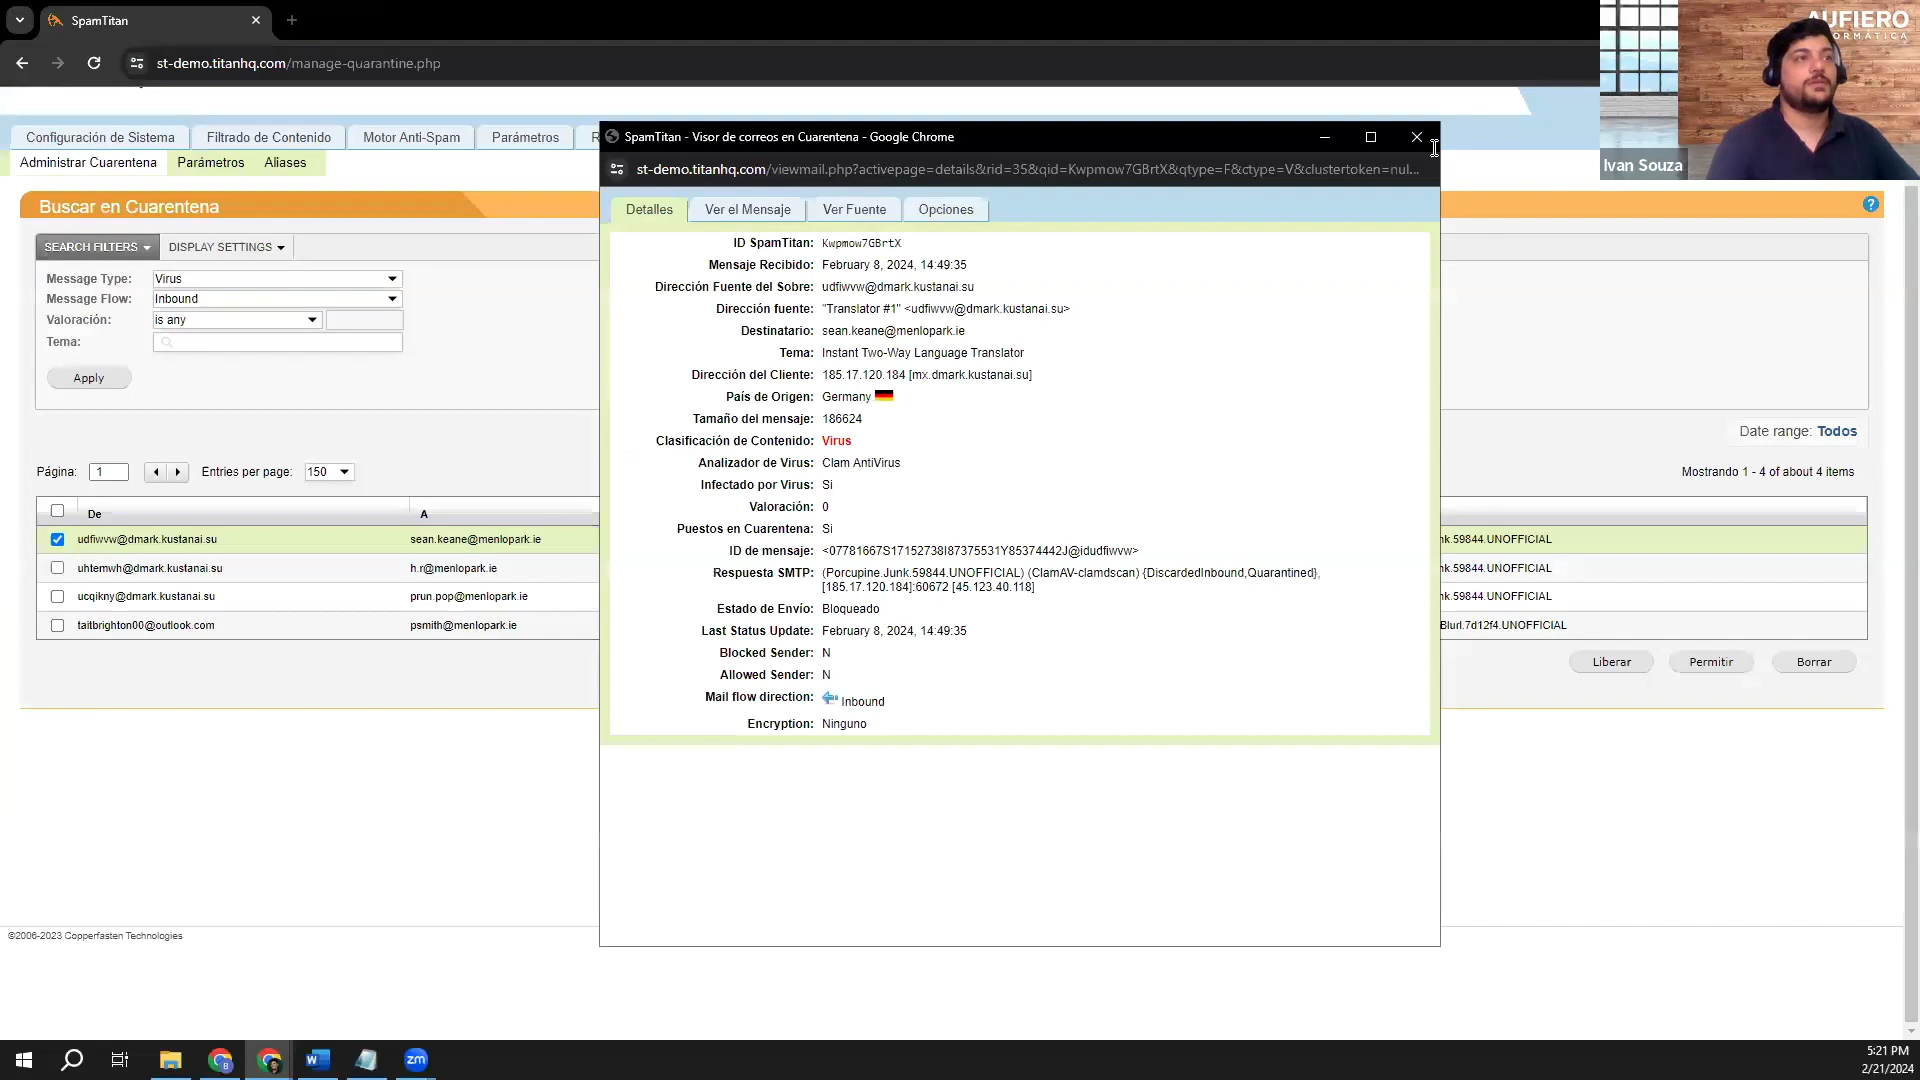 SpamTitan
AUFIERO
st-demo.titanhq.com/manage-quarantine.php
Configuración de Sistema
Filtrado de Contenido
Motor Anti-Spam
Parámetros
R
Administrar Cuarentena
Parámetros
Aliases
Ivan Souza
Buscar en Cuarentena
SEARCH FILTERS
DISPLAY SETTINGS
Message Type: Virus
Message Flow: Inbound
Valoración: is any
Tema:
Apply
Date range: Todos
Página: 1
Entries per page: 150
Mostrando 1 - 4 of about 4 items
De
A
udfiwvw@dmark.kustanai.su sean.keane@menlopark.ie nk.59844.UNOFFICIAL
uhtemwh@dmark.kustanai.su h.r@menlopark.ie nk.59844.UNOFFICIAL
ucqikny@dmark.kustanai.su prun.pop@menlopark.ie nk.59844.UNOFFICIAL
taitbrighton00@outlook.com psmith@menlopark.ie Blurl.7d12f4.UNOFFICIAL
Liberar
Permitir
Borrar
SpamTitan - Visor de correos en Cuarentena - Google Chrome
st-demo.titanhq.com/viewmail.php?activepage=details&rid=35&qid=Kwpmow7GBrtX&qtype=F&ctype=V&clustertoken=nul...
Detalles
Ver el Mensaje
Ver Fuente
Opciones
ID SpamTitan: Kwpmow7GBrtX
Mensaje Recibido: February 8, 2024, 14:49:35
Dirección Fuente del Sobre: udfiwvw@dmark.kustanai.su
Dirección fuente: "Translator #1" <udfiwvw@dmark.kustanai.su>
Destinatario: sean.keane@menlopark.ie
Tema: Instant Two-Way Language Translator
Dirección del Cliente: 185.17.120.184 [mx.dmark.kustanai.su]
País de Origen: Germany
Tamaño del mensaje: 186624
Clasificación de Contenido: Virus
Analizador de Virus: Clam AntiVirus
Infectado por Virus: Si
Valoración: 0
Puestos en Cuarentena: Si
ID de mensaje: <07781667S17152738I87375531Y85374442J@idudfiwvw>
Respuesta SMTP: (Porcupine.Junk.59844.UNOFFICIAL) (ClamAV-clamdscan) {DiscardedInbound,Quarantined},
[185.17.120.184]:60672 [45.123.40.118]
Estado de Envío: Bloqueado
Last Status Update: February 8, 2024, 14:49:35
Blocked Sender: N
Allowed Sender: N
Mail flow direction: Inbound
Encryption: Ninguno
©2006-2023 Copperfasten Technologies
5:21 PM
2/21/2024